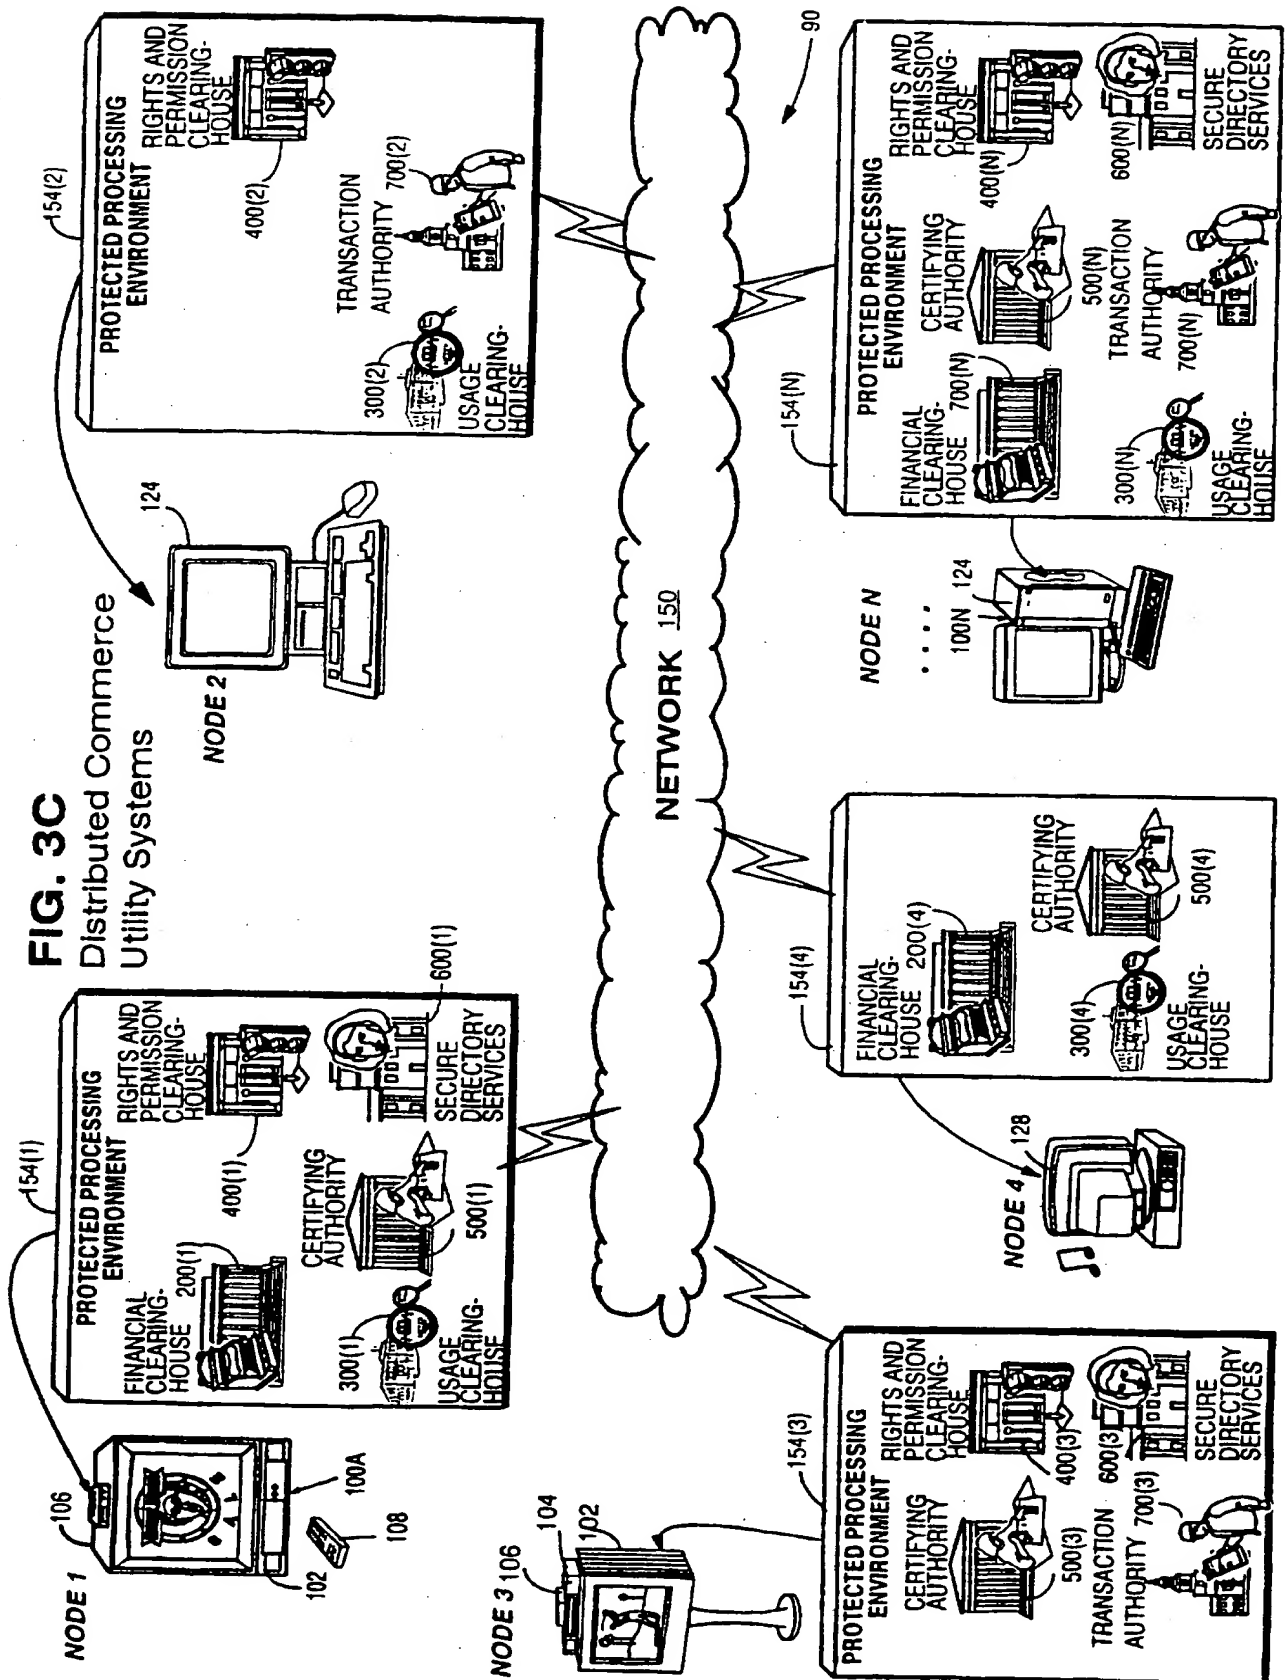 FIG. 3C
Distributed Commerce
Utility Systems
NODE 1
106
102
100A
108
154(1)
PROTECTED PROCESSING
ENVIRONMENT
FINANCIAL
CLEARING-
HOUSE
200(1)
RIGHTS AND
PERMISSION
CLEARING-
HOUSE
400(1)
300(1)
USAGE
CLEARING-
HOUSE
CERTIFYING
AUTHORITY
500(1)
SECURE
DIRECTORY
SERVICES
600(1)
NODE 2
124
154(2)
PROTECTED PROCESSING
ENVIRONMENT
RIGHTS AND
PERMISSION
CLEARING-
HOUSE
400(2)
300(2)
USAGE
CLEARING-
HOUSE
TRANSACTION
AUTHORITY
700(2)
NETWORK 150
90
NODE 3
106
104
102
154(3)
PROTECTED PROCESSING
ENVIRONMENT
CERTIFYING
AUTHORITY
500(3)
RIGHTS AND
PERMISSION
CLEARING-
HOUSE
400(3)
TRANSACTION
AUTHORITY
700(3)
600(3)
SECURE
DIRECTORY
SERVICES
NODE 4
128
154(4)
FINANCIAL
CLEARING-
HOUSE
200(4)
300(4)
USAGE
CLEARING-
HOUSE
CERTIFYING
AUTHORITY
500(4)
NODE N
. . . .
100N
124
154(N)
PROTECTED PROCESSING
ENVIRONMENT
FINANCIAL
CLEARING-
HOUSE
700(N)
CERTIFYING
AUTHORITY
500(N)
RIGHTS AND
PERMISSION
CLEARING-
HOUSE
400(N)
300(N)
USAGE
CLEARING-
HOUSE
TRANSACTION
AUTHORITY
700(N)
600(N)
SECURE
DIRECTORY
SERVICES